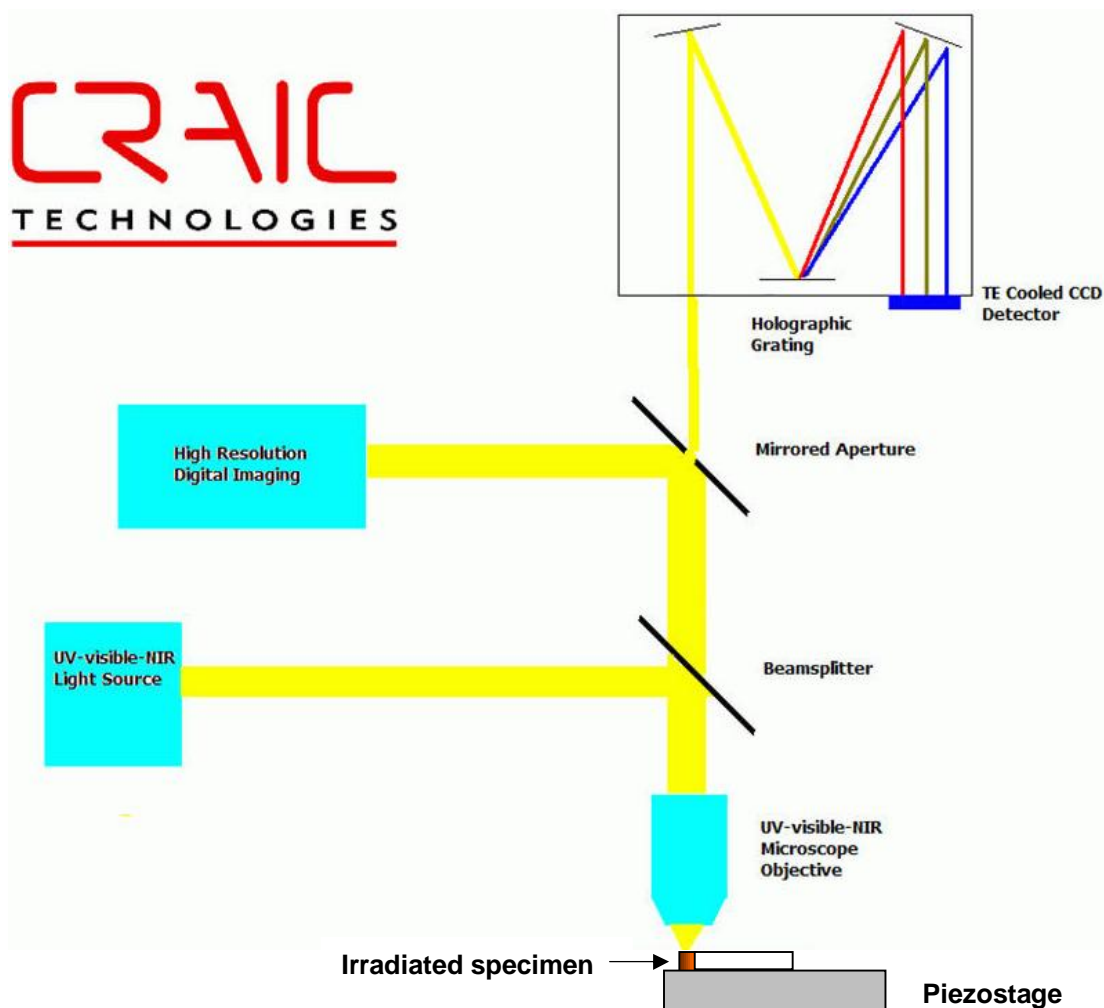 CRAIC
TECHNOLOGIES
TE Cooled CCD
Detector
Holographic
Grating
High Resolution
Digital Imaging
Mirrored Aperture
UV-visible-NIR
Light Source
Beamsplitter
UV-visible-NIR
Microscope
Objective
Irradiated specimen
Piezostage